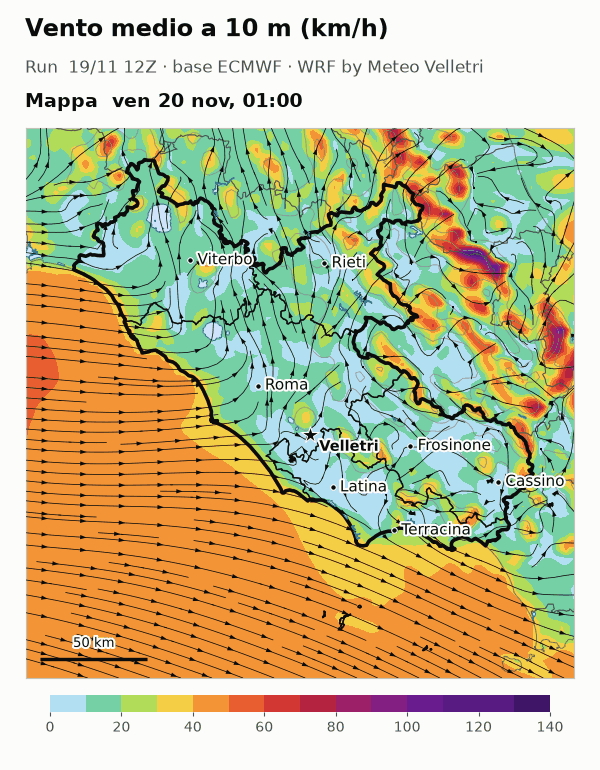 Vento medio a 10 m (km/h)
Run 19/11 12Z · base ECMWF · WRF by Meteo Velletri
Mappa ven 20 nov, 01:00
Viterbo
Rieti
Roma
Velletri
Frosinone
Latina
Cassino
Terracina
50 km
0 20 40 60 80 100 120 140